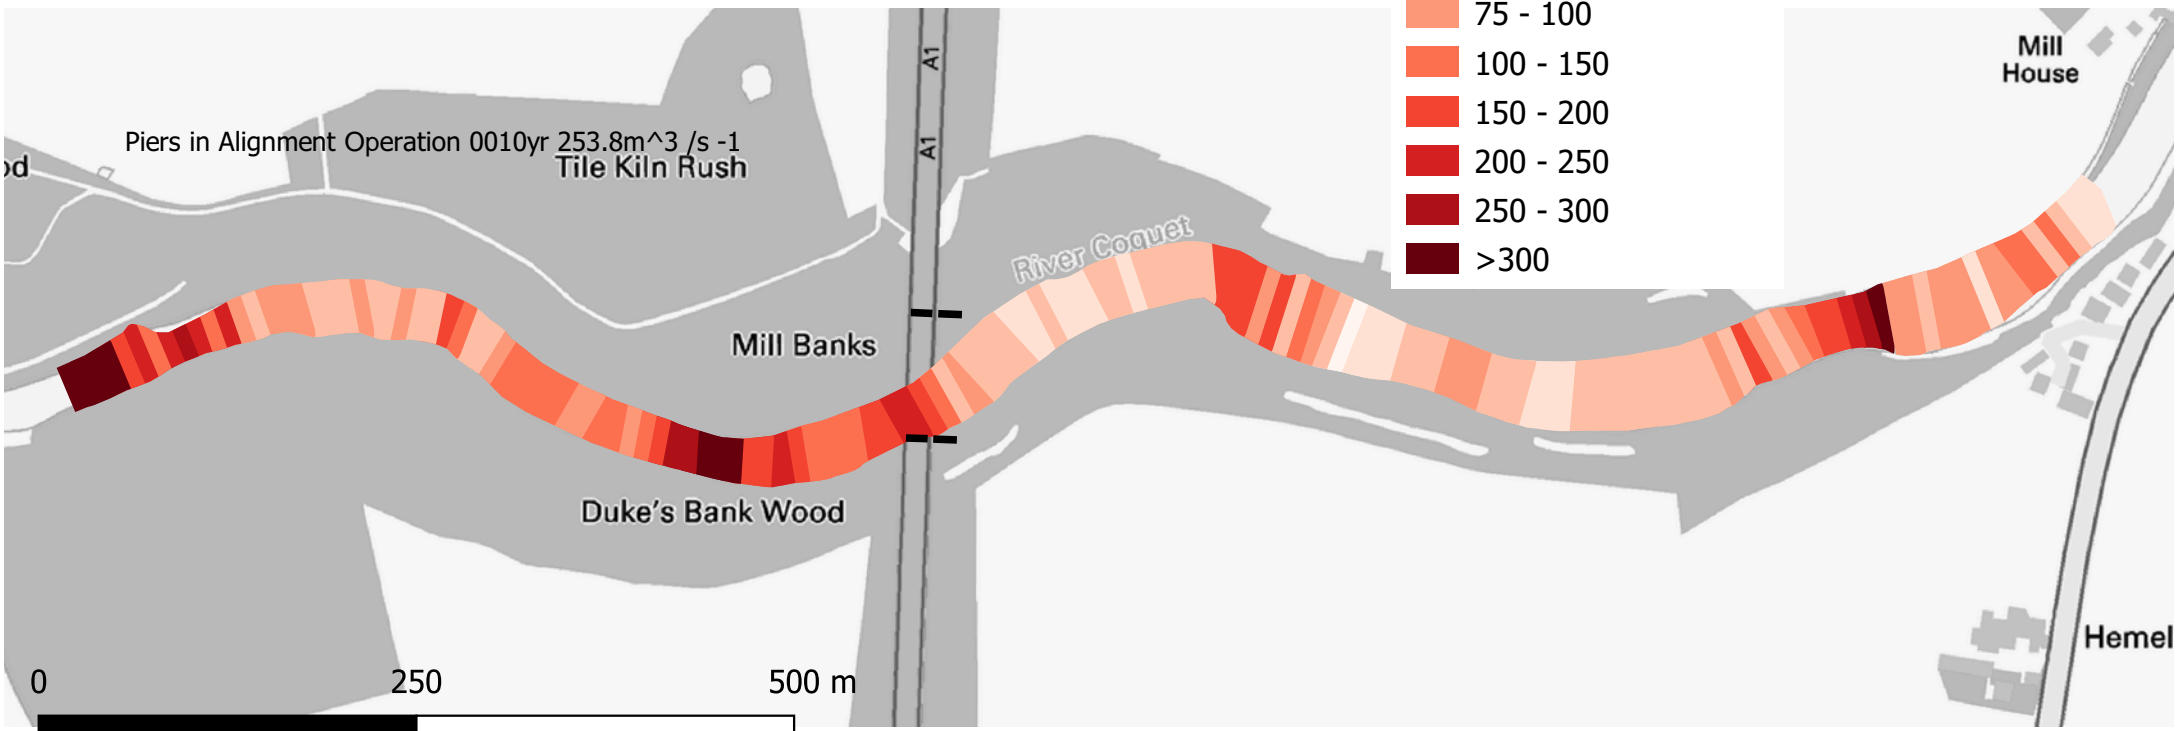 75 - 100
100 - 150
150 - 200
200 - 250
250 - 300
>300
Mill
House
A1
A1
Piers in Alignment Operation 0010yr 253.8m^3 /s -1
od
Tile Kiln Rush
River Coquet
Mill Banks
Duke's Bank Wood
Hemel
0 250 500 m